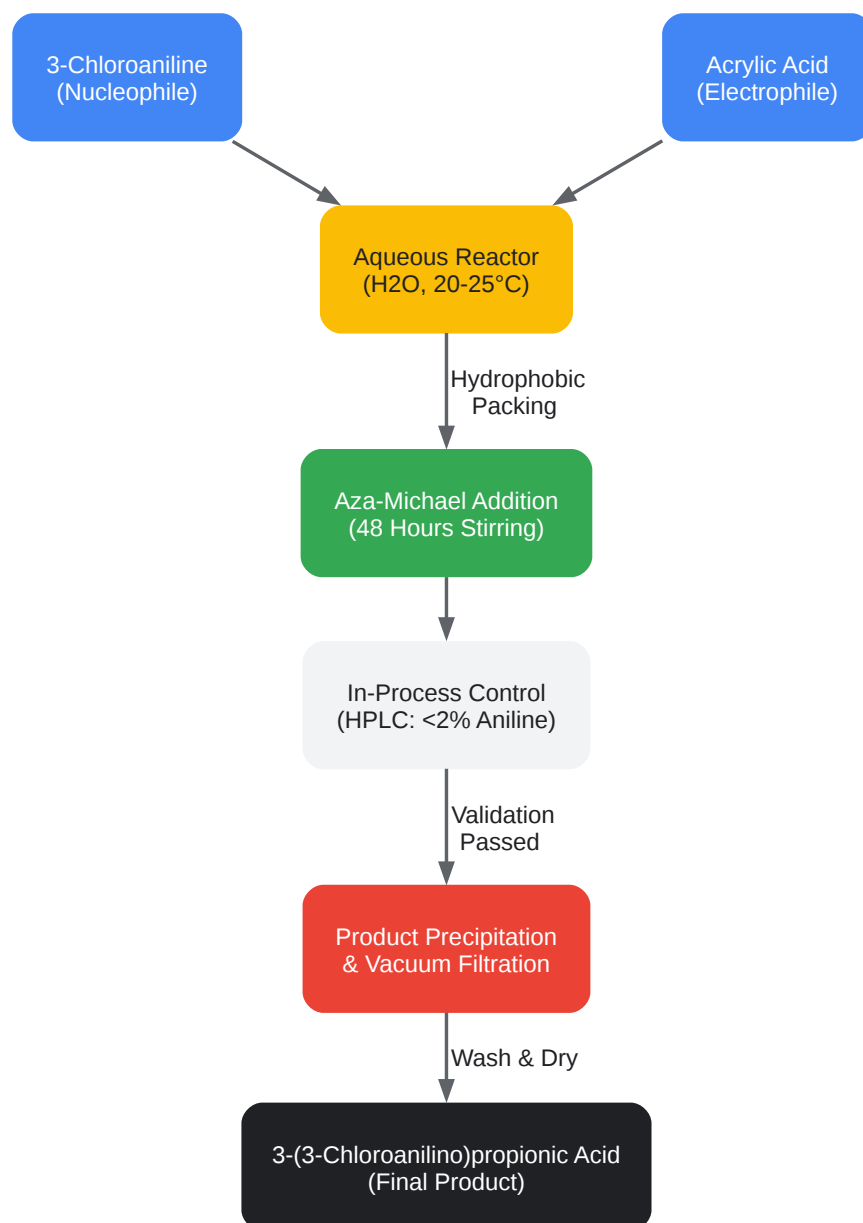 3-Chloroaniline
(Nucleophile)
Acrylic Acid
(Electrophile)
Aqueous Reactor
(H2O, 20-25°C)
Hydrophobic
Packing
Aza-Michael Addition
(48 Hours Stirring)
In-Process Control
(HPLC: <2% Aniline)
Validation
Passed
Product Precipitation
& Vacuum Filtration
Wash & Dry
3-(3-Chloroanilino)propionic Acid
(Final Product)